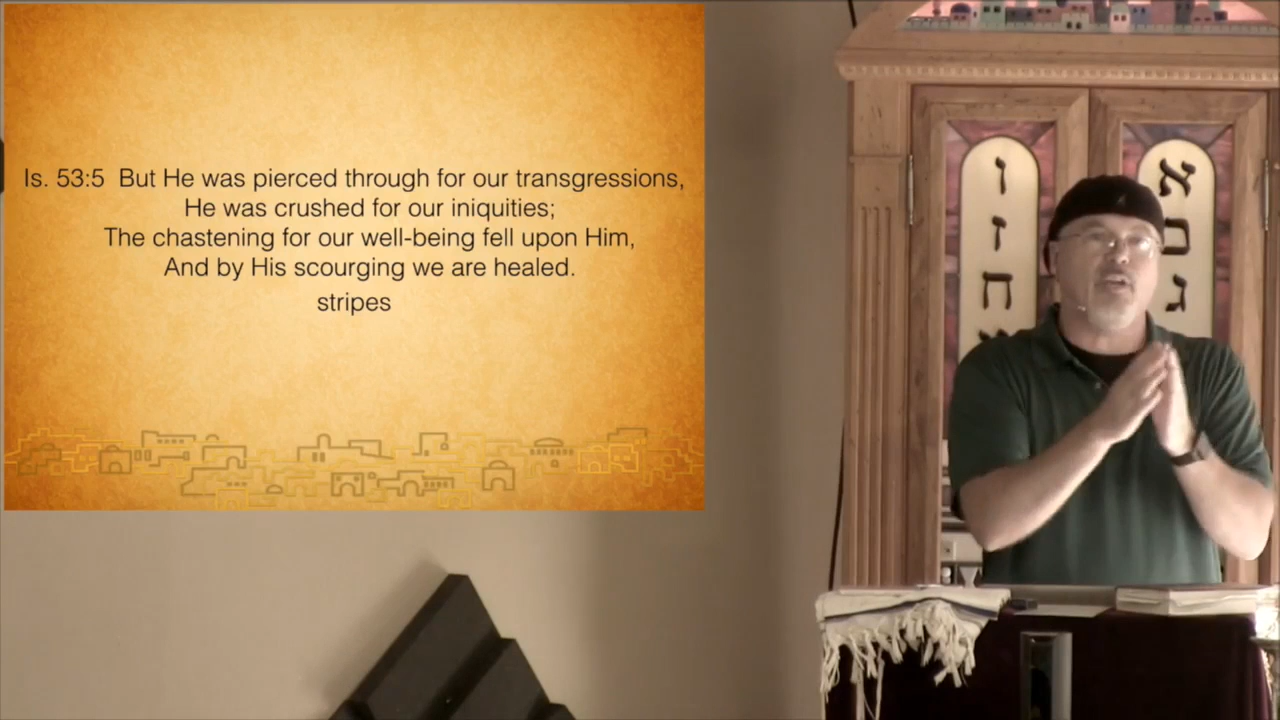 Is. 53:5 But He was pierced through for our transgressions,
He was crushed for our iniquities;
The chastening for our well-being fell upon Him,
And by His scourging we are healed.
stripes
ו
ז
ח
א
ב
ג